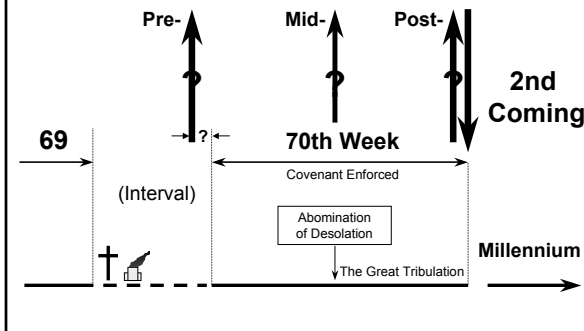 Pre- Mid- Post-
? ? ?
2nd
Coming
?
69 70th Week
Covenant Enforced
(Interval)
Abomination
of Desolation
Millennium
The Great Tribulation